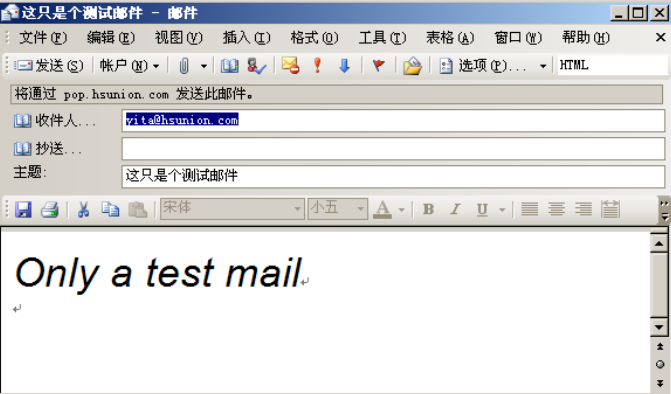 这只是个测试邮件 - 邮件
文件(F) 编辑(E) 视图(V) 插入(I) 格式(O) 工具(T) 表格(A) 窗口(W) 帮助(H)
发送(S) 帐户(N) 选项(P)... HTML
将通过 pop.hsunion.com 发送此邮件。
收件人... yita@hsunion.com
抄送...
主题: 这只是个测试邮件
宋体 小五 A B I U
Only a test mail